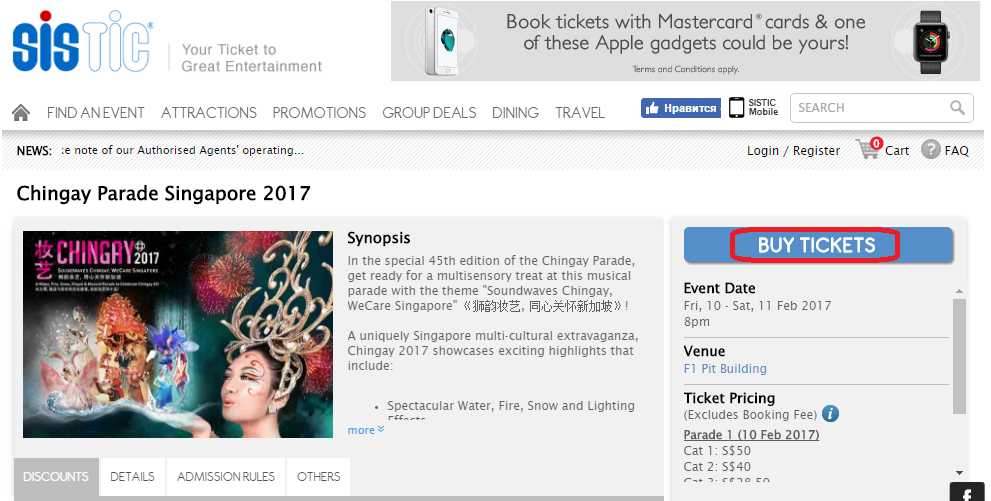 SISTIC
Your Ticket to
Great Entertainment
Book tickets with Mastercard® cards & one
of these Apple gadgets could be yours!
Terms and Conditions apply.
FIND AN EVENT
ATTRACTIONS
PROMOTIONS
GROUP DEALS
DINING
TRAVEL
Нравится
SISTIC
Mobile
SEARCH
NEWS:
ke note of our Authorised Agents' operating...
Login / Register
0
Cart
? FAQ
Chingay Parade Singapore 2017
妆艺
CHINGAY 2017
SOUNDWAVES CHINGAY, WECARE SINGAPORE
Synopsis
In the special 45th edition of the Chingay Parade,
get ready for a multisensory treat at this musical
parade with the theme "Soundwaves Chingay,
WeCare Singapore" 《狮韵妆艺, 同心关怀新加坡》!
A uniquely Singapore multi-cultural extravaganza,
Chingay 2017 showcases exciting highlights that
include:
• Spectacular Water, Fire, Snow and Lighting
Effects
more
BUY TICKETS
Event Date
Fri, 10 - Sat, 11 Feb 2017
8pm
Venue
F1 Pit Building
Ticket Pricing
(Excludes Booking Fee) i
Parade 1 (10 Feb 2017)
Cat 1: S$50
Cat 2: S$40
Cat 3: S$28.50
DISCOUNTS
DETAILS
ADMISSION RULES
OTHERS
f